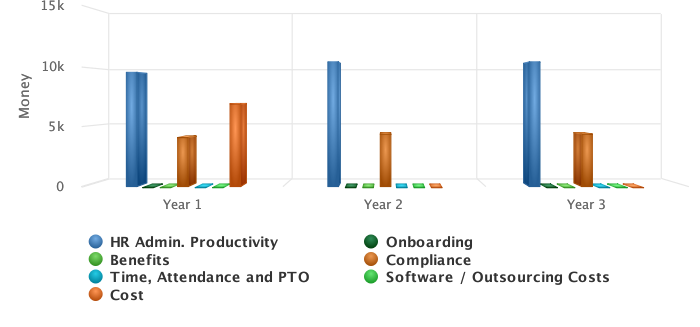 15k
10k
5k
0
Money
Year 1
Year 2
Year 3
HR Admin. Productivity
Onboarding
Benefits
Compliance
Time, Attendance and PTO
Software / Outsourcing Costs
Cost